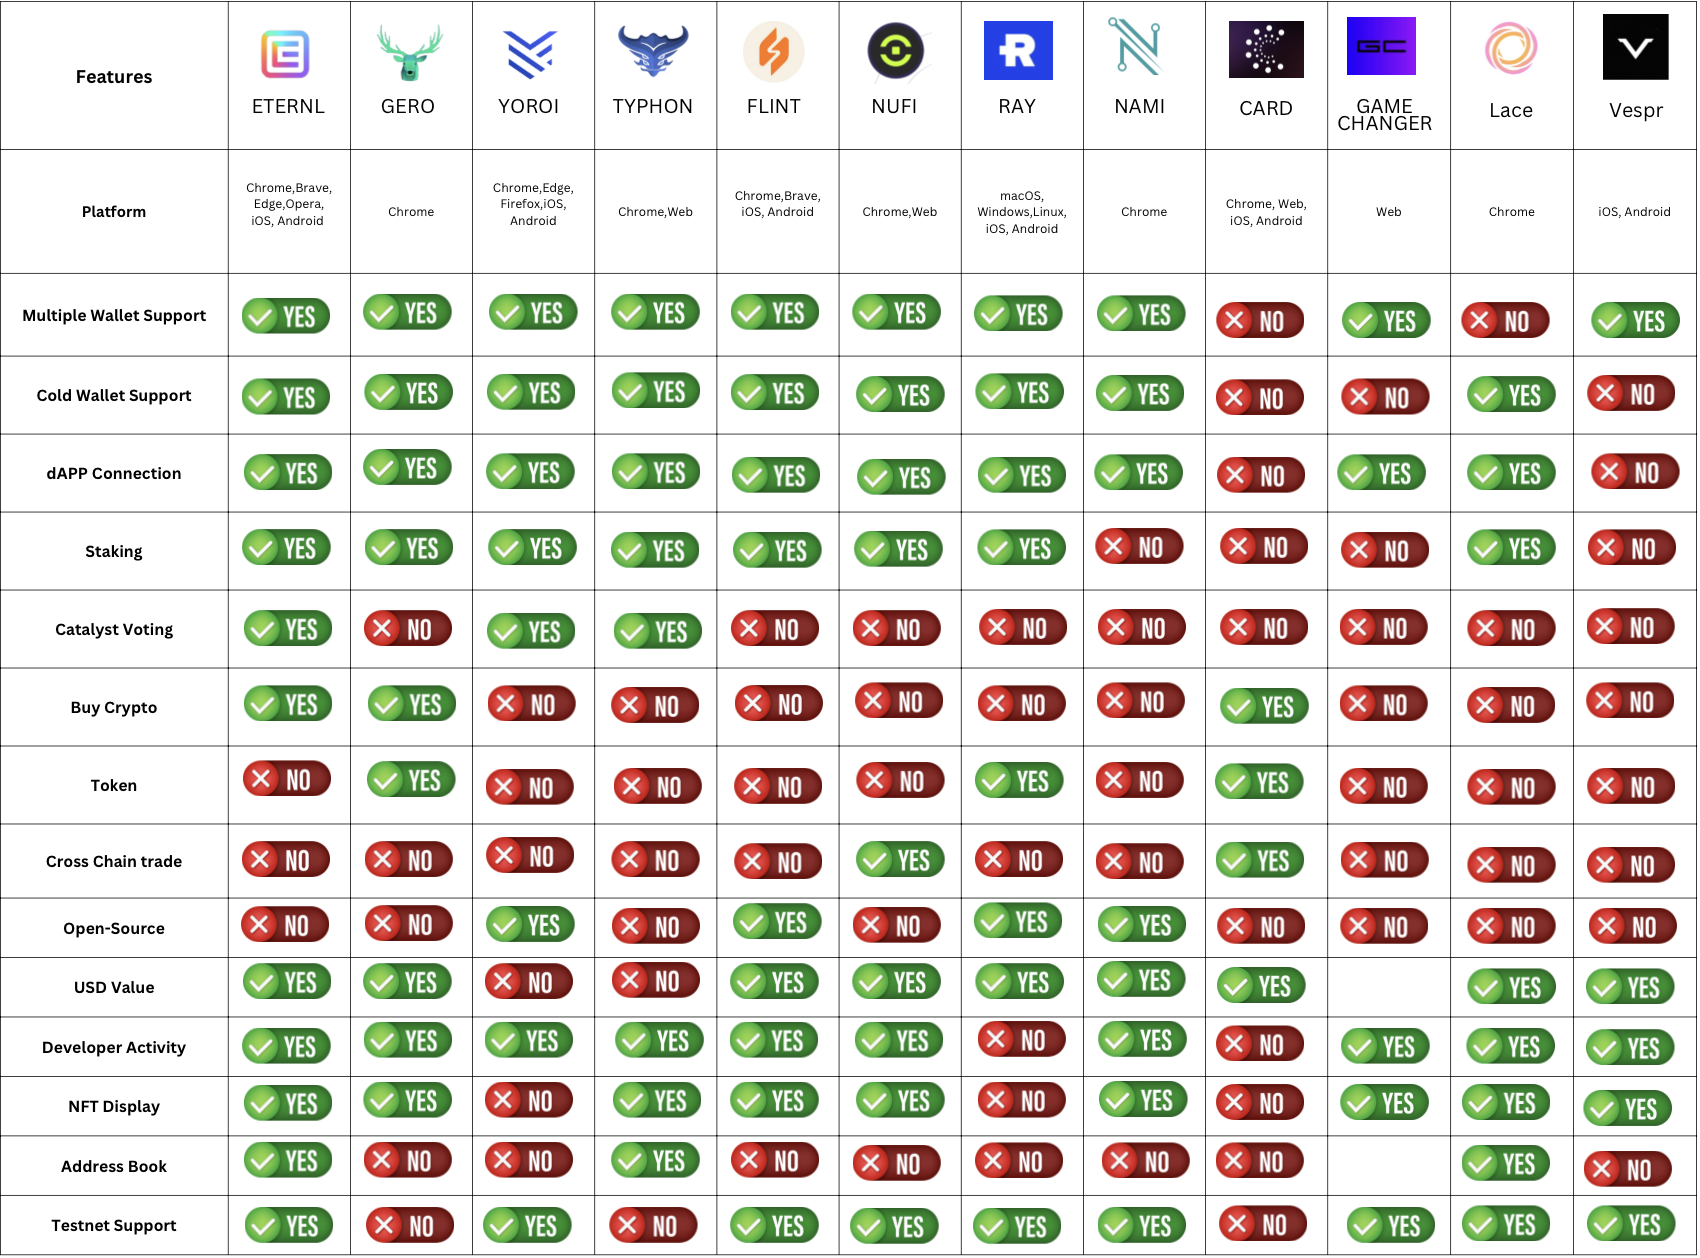 Features
ETERNL
GERO
YOROI
TYPHON
FLINT
NUFI
RAY
NAMI
CARD
GC
GAME
CHANGER
Lace
Vespr
Platform
Chrome,Brave,
Edge,Opera,
iOS, Android
Chrome
Chrome,Edge,
Firefox,iOS,
Android
Chrome,Web
Chrome,Brave,
iOS, Android
Chrome,Web
macOS,
Windows,Linux,
iOS, Android
Chrome
Chrome, Web,
iOS, Android
Web
Chrome
iOS, Android
Multiple Wallet Support YES YES YES YES YES YES YES YES NO YES NO YES
Cold Wallet Support YES YES YES YES YES YES YES YES NO NO YES NO
dAPP Connection YES YES YES YES YES YES YES YES NO YES YES NO
Staking YES YES YES YES YES YES YES NO NO NO YES NO
Catalyst Voting YES NO YES YES NO NO NO NO NO NO NO NO
Buy Crypto YES YES NO NO NO NO NO NO YES NO NO NO
Token NO YES NO NO NO NO YES NO YES NO NO NO
Cross Chain trade NO NO NO NO NO YES NO NO YES NO NO NO
Open-Source NO NO YES NO YES NO YES YES NO NO NO NO
USD Value YES YES NO NO YES YES YES YES YES YES YES
Developer Activity YES YES YES YES YES YES NO YES NO YES YES YES
NFT Display YES YES NO YES YES YES NO YES NO YES YES YES
Address Book YES NO NO YES NO NO NO NO NO YES NO
Testnet Support YES NO YES NO YES YES YES YES NO YES YES YES